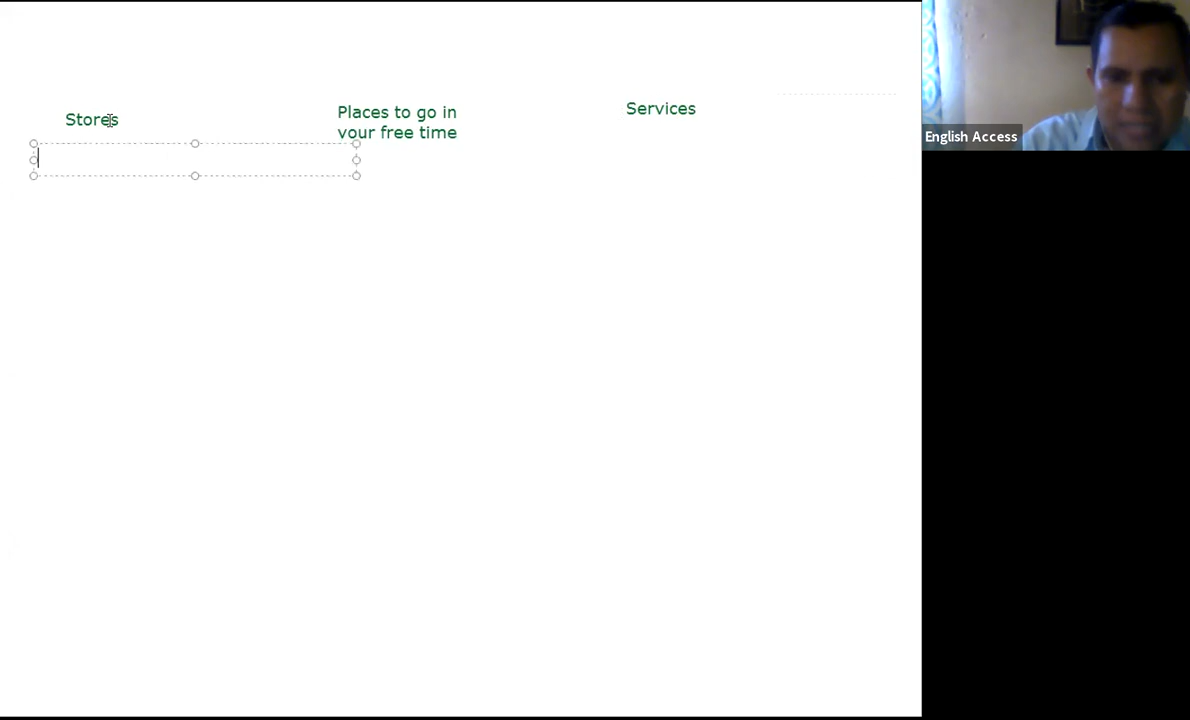 Stores
Places to go in
your free time
Services
English Access